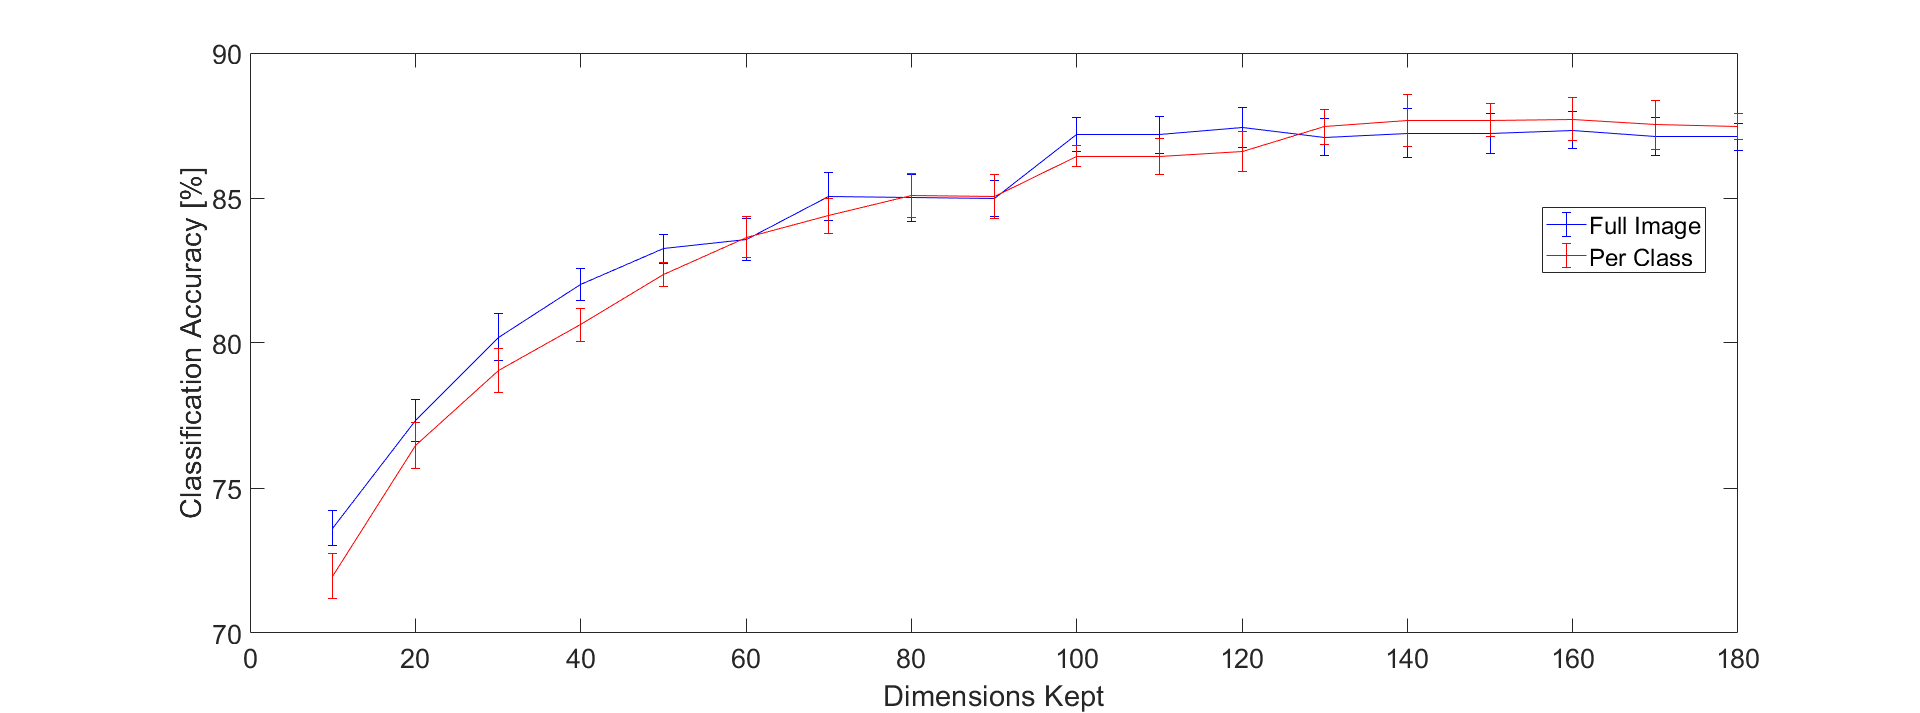 90
85
80
75
70
Classification Accuracy [%]
0 20 40 60 80 100 120 140 160 180
Dimensions Kept
Full Image
Per Class